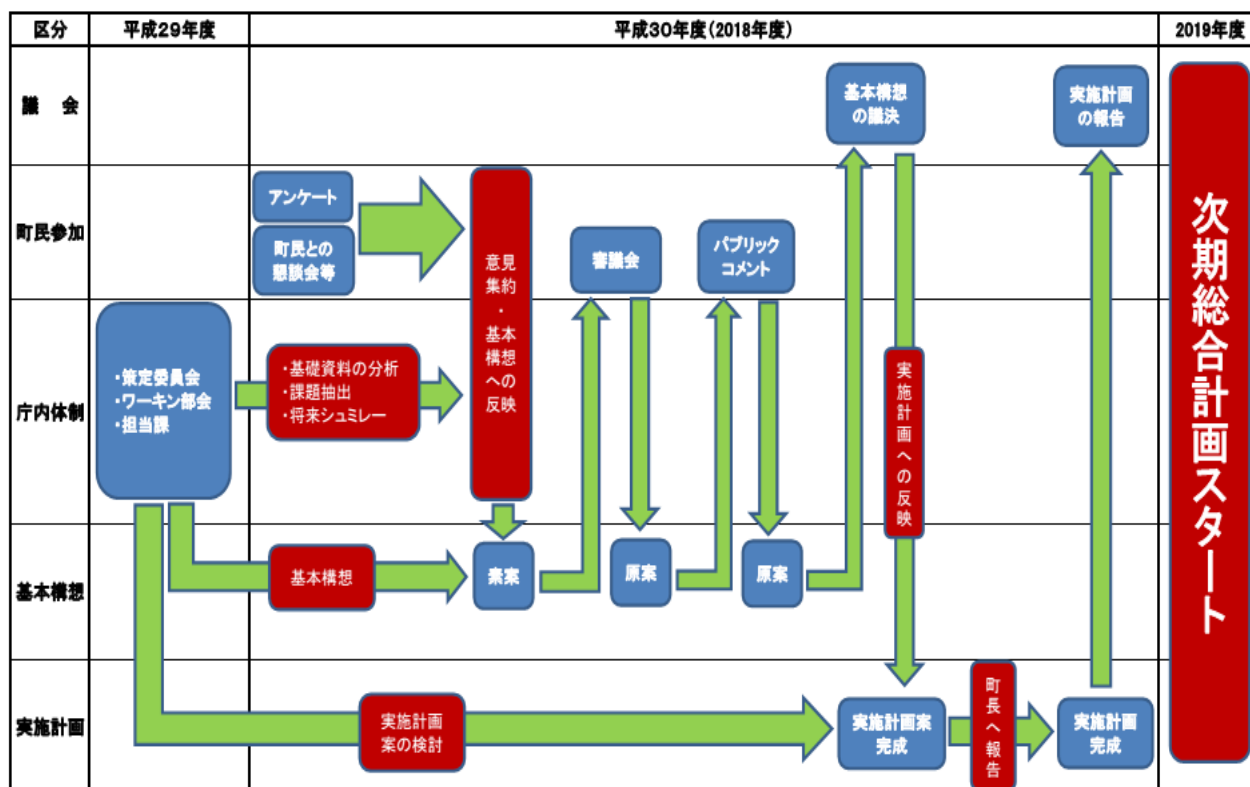 区分
平成29年度
平成30年度(2018年度)
2019年度
議 会
基本構想
の議決
実施計画
の報告
町民参加
アンケート
町民との
懇談会等
意見
集約
・
基本
構想
への
反映
審議会
パブリック
コメント
庁内体制
・策定委員会
・ワーキン部会
・担当課
・基礎資料の分析
・課題抽出
・将来シュミレー
実施計画への反映
基本構想
基本構想
素案
原案
原案
実施計画
実施計画
案の検討
実施計画案
完成
町長へ報告
実施計画
完成
次期総合計画スタート